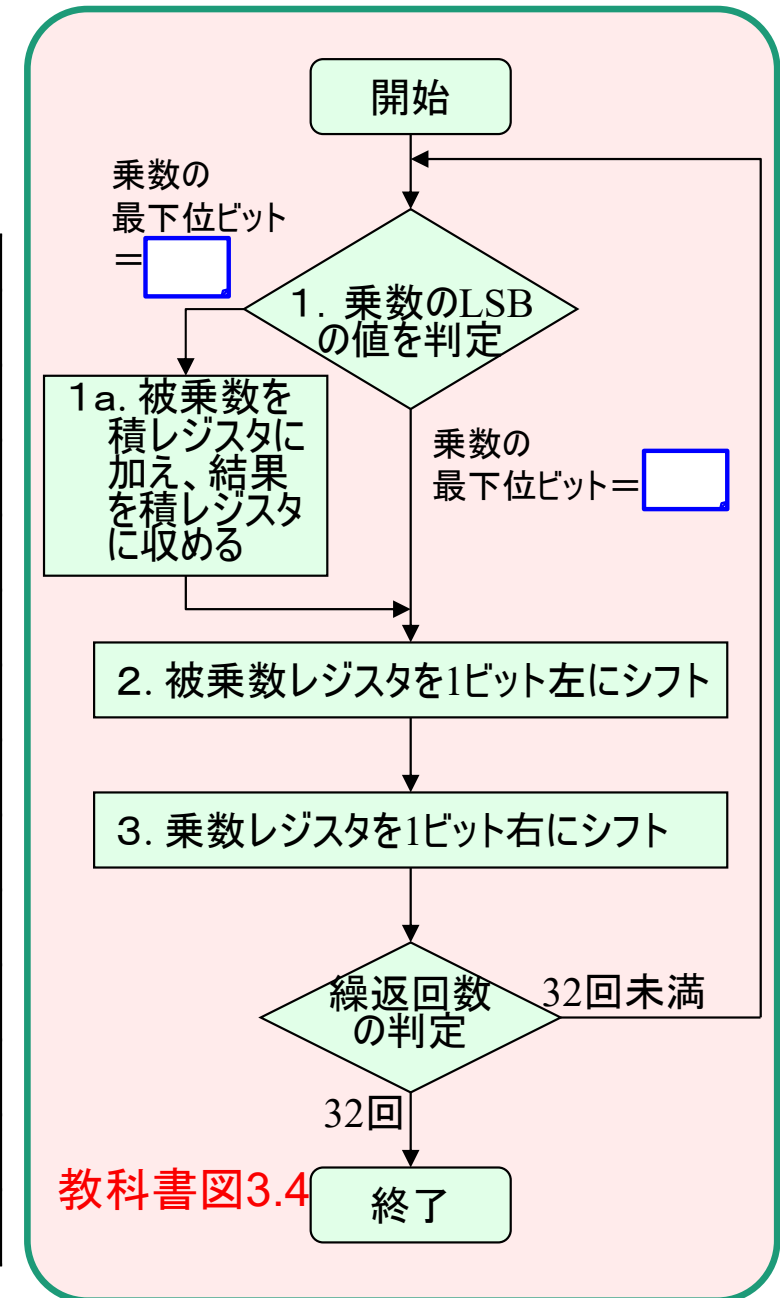 開始
乗数の
最下位ビット
=
1. 乗数のLSB
の値を判定
1a. 被乗数を
積レジスタに
加え、結果
を積レジスタ
に収める
乗数の
最下位ビット=
2. 被乗数レジスタを1ビット左にシフト
3. 乗数レジスタを1ビット右にシフト
繰返回数
の判定
32回未満
32回
教科書図3.4
終了